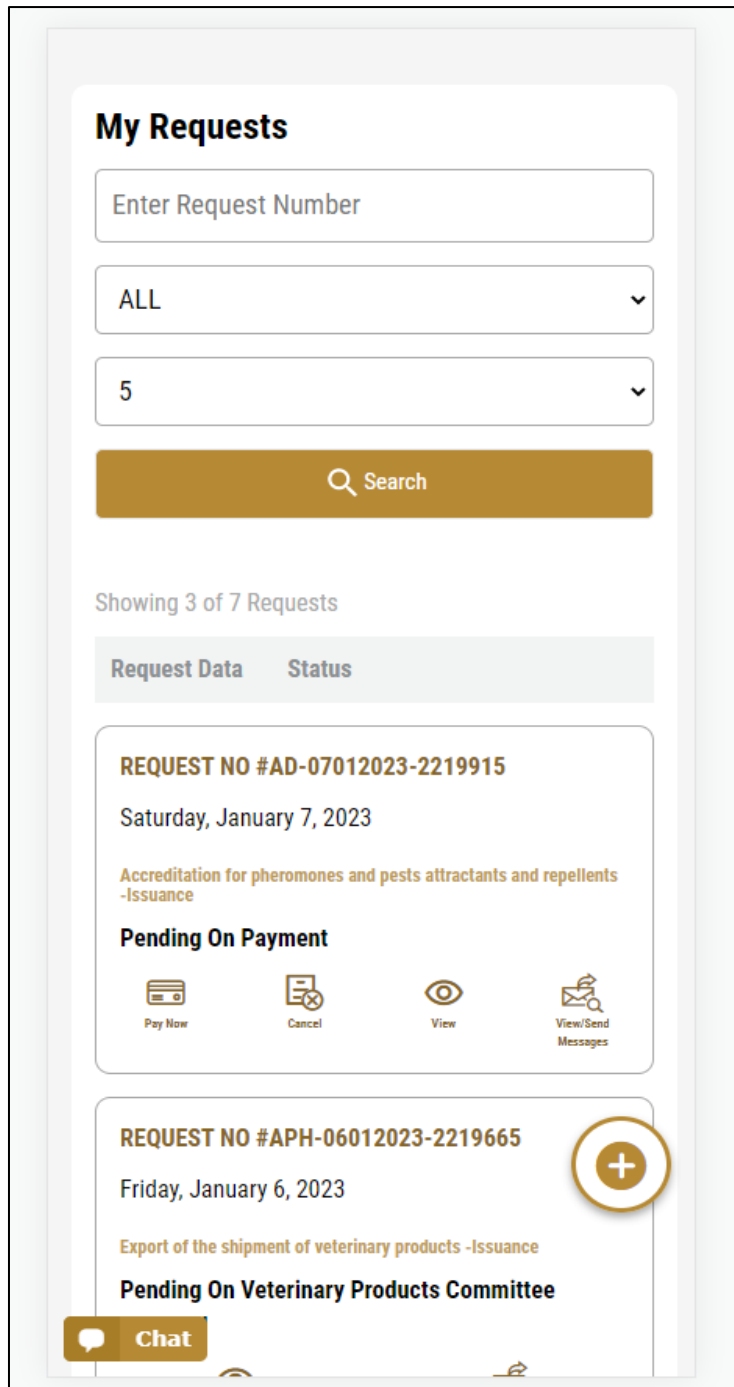 My Requests
Enter Request Number
ALL
5
Search
Showing 3 of 7 Requests
Request Data Status
REQUEST NO #AD-07012023-2219915
Saturday, January 7, 2023
Accreditation for pheromones and pests attractants and repellents
-Issuance
Pending On Payment
Pay Now Cancel View View/Send
Messages
REQUEST NO #APH-06012023-2219665
Friday, January 6, 2023
Export of the shipment of veterinary products -Issuance
Pending On Veterinary Products Committee
Chat